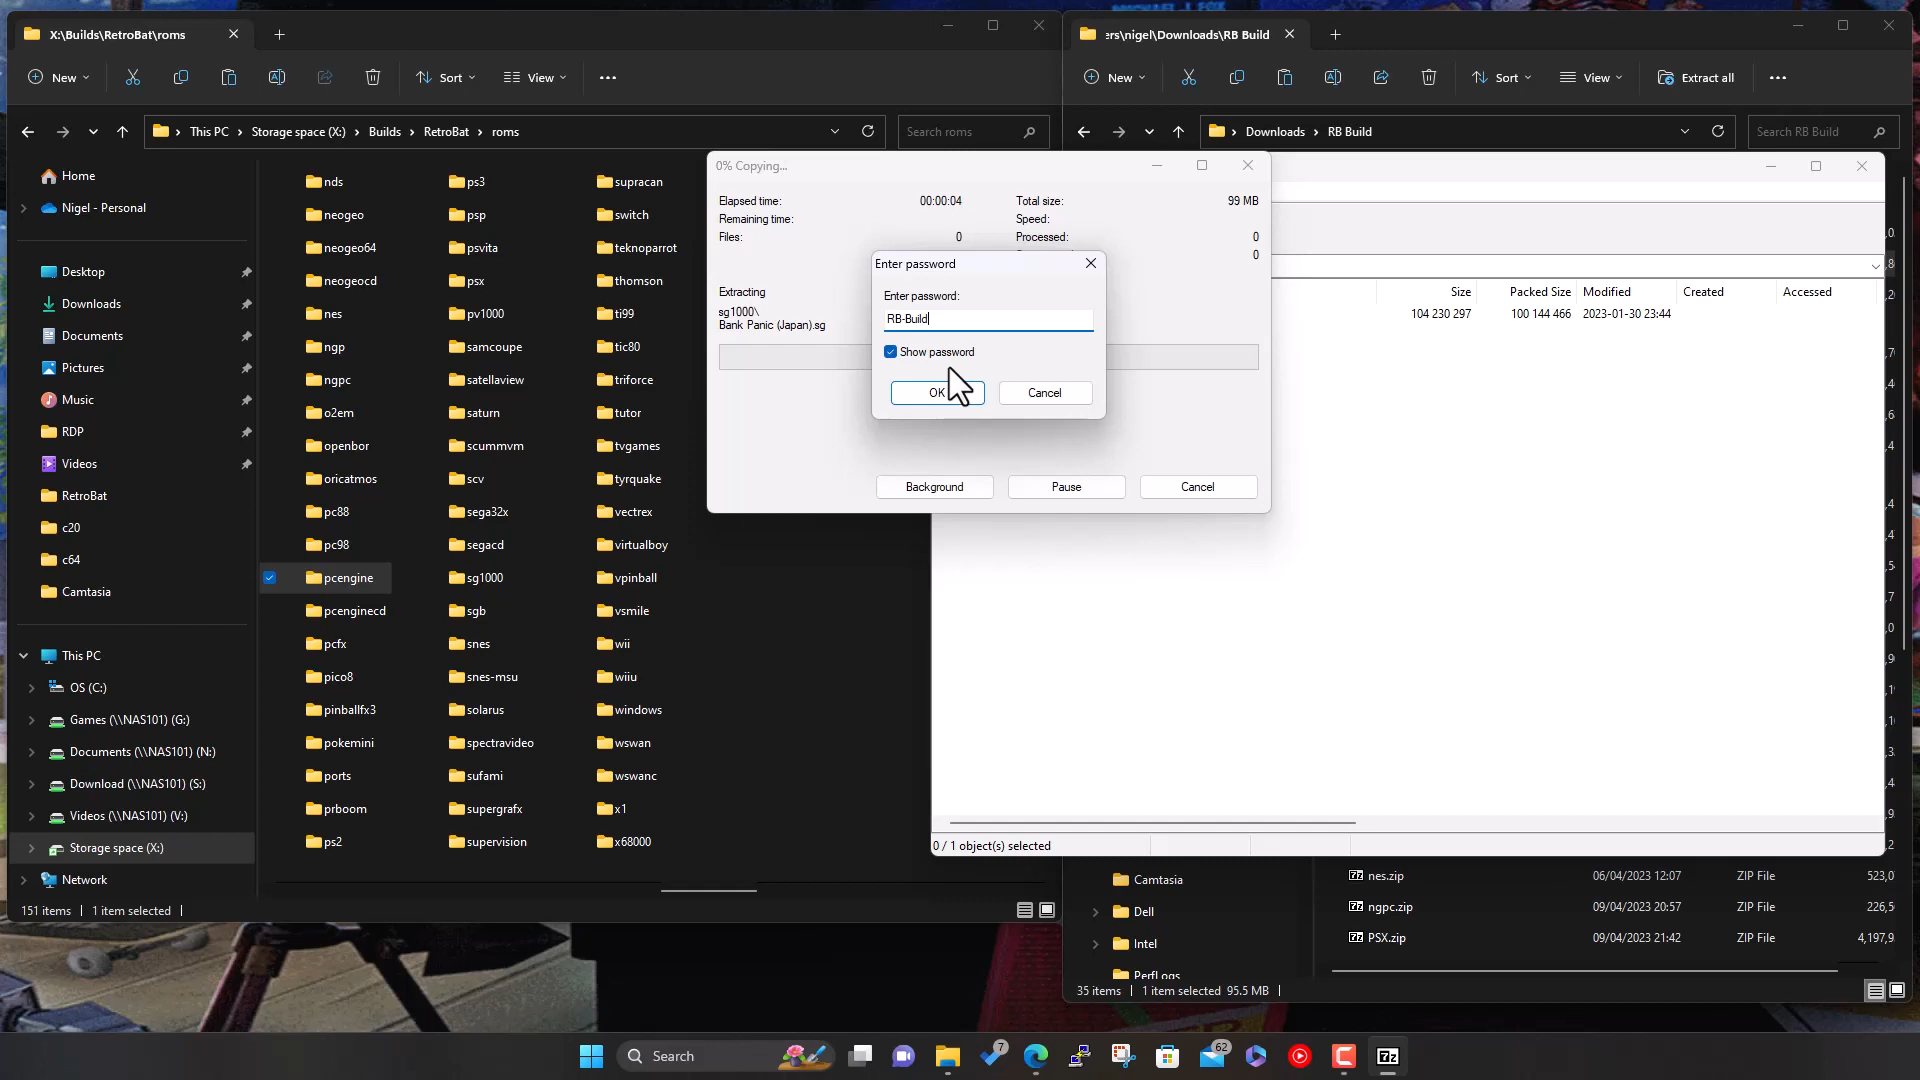 X:\Builds\RetroBat\roms
New
Sort
View
This PC
Storage space (X:)
Builds
RetroBat
roms
Search roms
Home
Nigel - Personal
Desktop
Downloads
Documents
Pictures
Music
RDP
Videos
RetroBat
c20
c64
Camtasia
This PC
OS (C:)
Games (\\NAS101) (G:)
Documents (\\NAS101) (N:)
Download (\\NAS101) (S:)
Videos (\\NAS101) (V:)
Storage space (X:)
Network
nds
neogeo
neogeo64
neogeocd
nes
ngp
ngpc
o2em
openbor
oricatmos
pc88
pc98
pcengine
pcenginecd
pcfx
pico8
pinballfx3
pokemini
ports
prboom
ps2
ps3
psp
psvita
psx
pv1000
samcoupe
satellaview
saturn
scummvm
scv
sega32x
segacd
sg1000
sgb
snes
snes-msu
solarus
spectravideo
sufami
supergrafx
supervision
supracan
switch
teknoparrot
thomson
ti99
tic80
triforce
tutor
tvgames
tyrquake
vectrex
virtualboy
vpinball
vsmile
wii
wiiu
windows
wswan
wswanc
x1
x68000
151 items
1 item selected
0% Copying...
Elapsed time:
00:00:04
Total size:
99 MB
Remaining time:
Speed:
Files:
0
Processed:
0
0
Extracting
sg1000\
Bank Panic (Japan).sg
Enter password
Enter password:
RB-Build
Show password
OK
Cancel
Background
Pause
Cancel
ers\nigel\Downloads\RB Build
New
Sort
View
Extract all
Downloads
RB Build
Search RB Build
Size
Packed Size
Modified
Created
Accessed
104 230 297
100 144 466
2023-01-30 23:44
0 / 1 object(s) selected
Camtasia
Dell
Intel
PerfLogs
nes.zip
06/04/2023 12:07
ZIP File
523,0
ngpc.zip
09/04/2023 20:57
ZIP File
226,5
PSX.zip
09/04/2023 21:42
ZIP File
4,197,9
35 items
1 item selected
95.5 MB
Search
7
62
7z